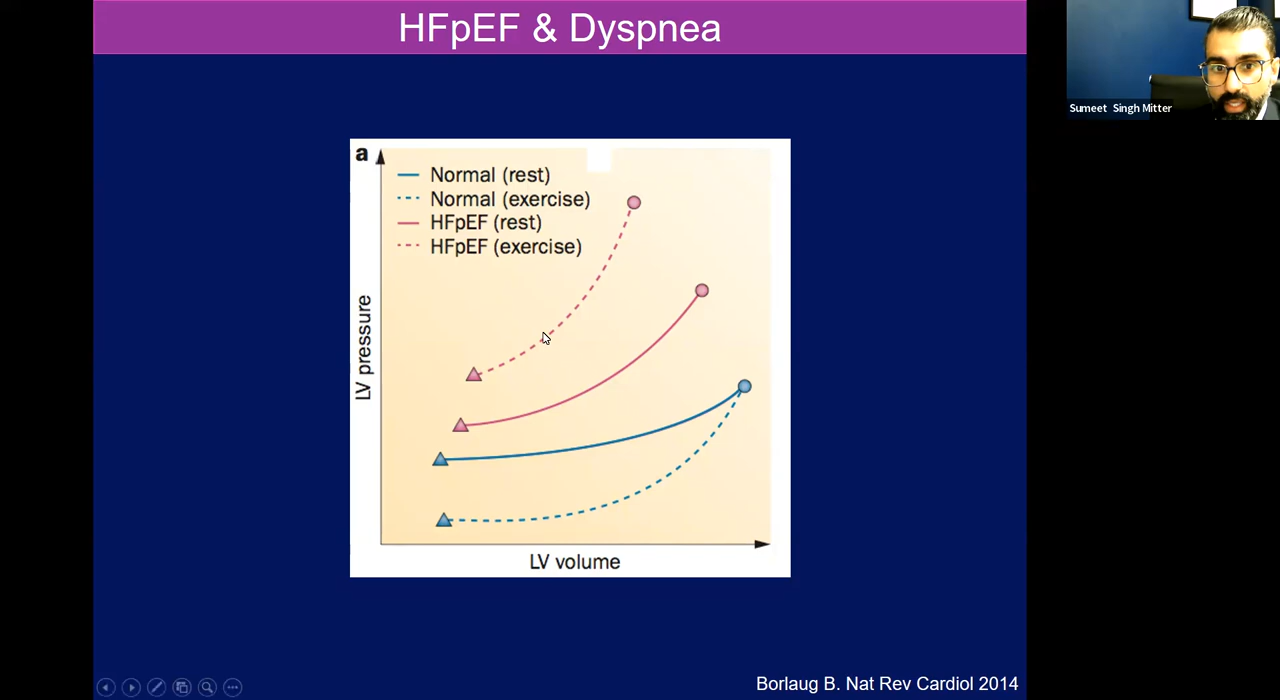 HFpEF & Dyspnea
Sumeet Singh Mitter
a
Normal (rest)
Normal (exercise)
HFpEF (rest)
HFpEF (exercise)
LV pressure
LV volume
Borlaug B. Nat Rev Cardiol 2014